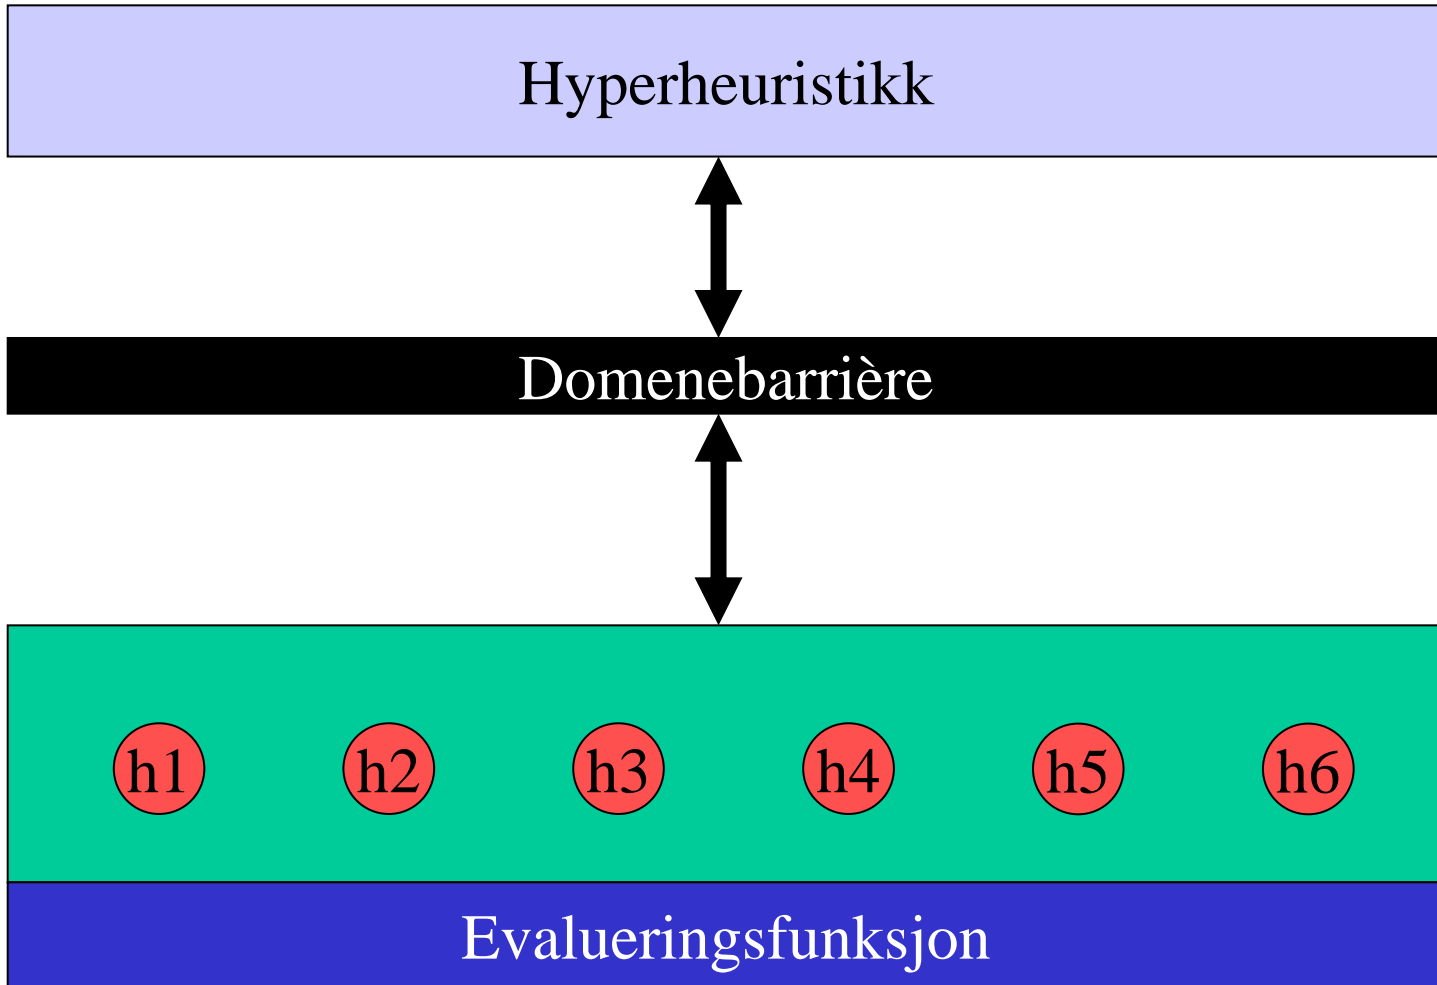 Hyperheuristikk
Domenebarrière
h1 h2 h3 h4 h5 h6
Evalueringsfunksjon